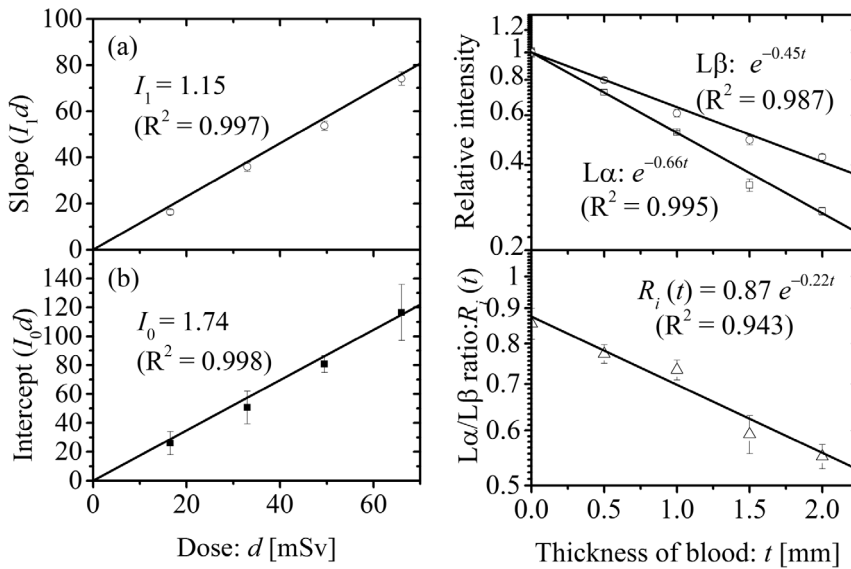 100
80
60
40
20
0
Slope (I₁d)
(a)
I₁ = 1.15
(R² = 0.997)
140
120
100
80
60
40
20
0
Intercept (I₀d)
(b)
I₀ = 1.74
(R² = 0.998)
0 20 40 60
Dose: d [mSv]
1.2
1
0.8
0.4
0.2
Relative intensity
Lβ: e^−0.45t
(R² = 0.987)
Lα: e^−0.66t
(R² = 0.995)
1
0.9
0.8
0.7
0.6
0.5
Lα/Lβ ratio:Rᵢ(t)
Rᵢ (t) = 0.87 e^−0.22t
(R² = 0.943)
0.0 0.5 1.0 1.5 2.0
Thickness of blood: t [mm]